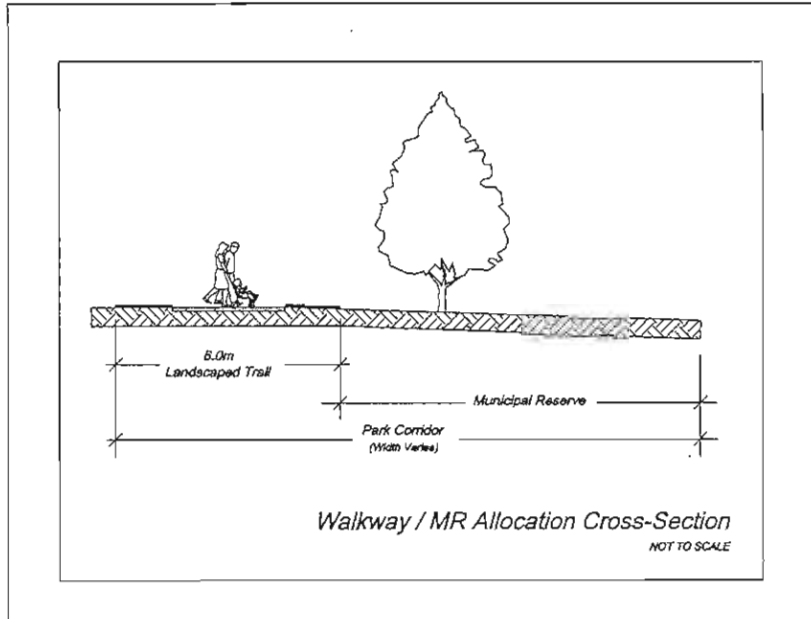 6.0m
Landscaped Trail
Municipal Reserve
Park Corridor
(Width Varies)
Walkway / MR Allocation Cross-Section
NOT TO SCALE